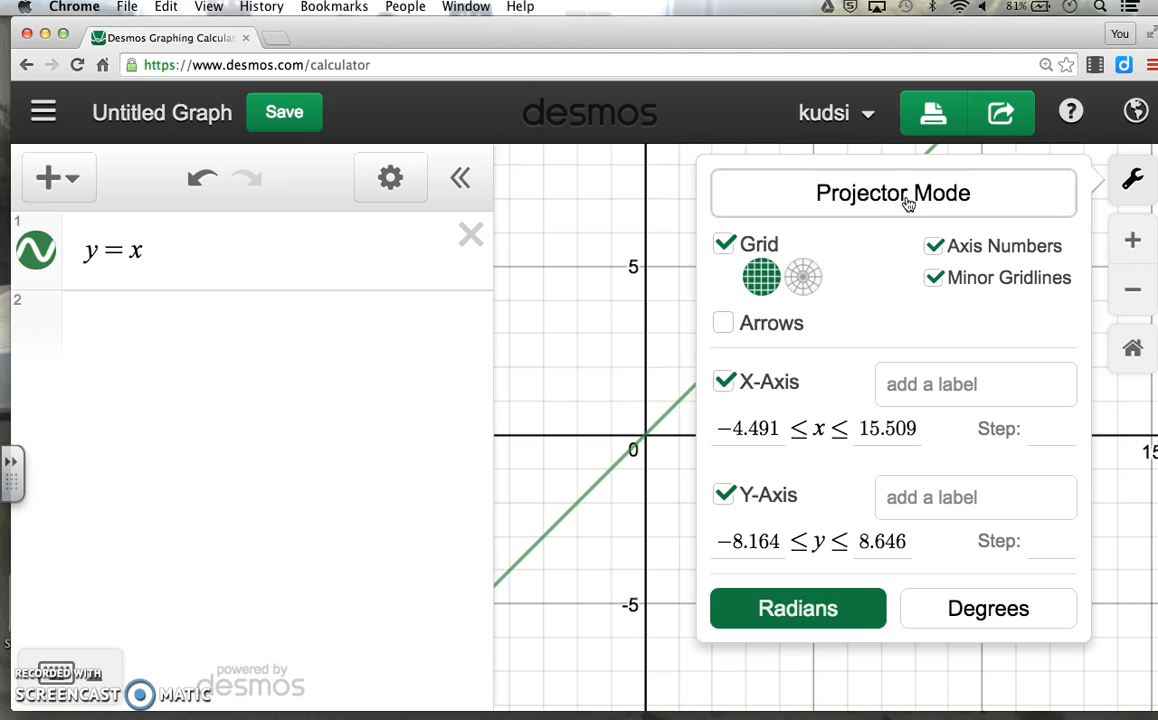 Chrome File Edit View History Bookmarks People Window Help 81%
Desmos Graphing Calculat × You
https://www.desmos.com/calculator
Untitled Graph Save desmos kudsi ?
Projector Mode
1
y = x
Grid Axis Numbers
Minor Gridlines
2
Arrows
X-Axis add a label
−4.491 ≤ x ≤ 15.509 Step:
Y-Axis add a label
−8.164 ≤ y ≤ 8.646 Step:
Radians Degrees
5
0
15
-5
powered by
desmos
RECORDED WITH
SCREENCAST MATIC